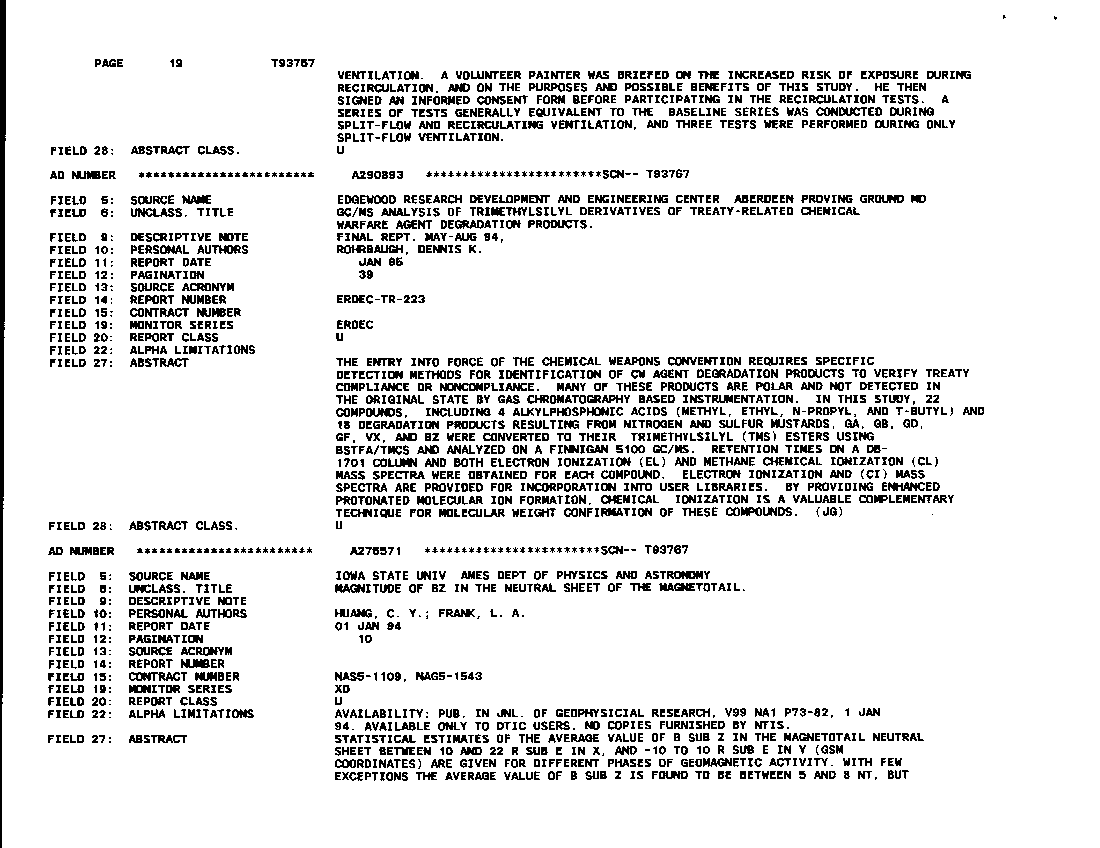 PAGE 19 T93767
VENTILATION. A VOLUNTEER PAINTER WAS BRIEFED ON THE INCREASED RISK OF EXPOSURE DURING
RECIRCULATION, AND ON THE PURPOSES AND POSSIBLE BENEFITS OF THIS STUDY. HE THEN
SIGNED AN INFORMED CONSENT FORM BEFORE PARTICIPATING IN THE RECIRCULATION TESTS. A
SERIES OF TESTS GENERALLY EQUIVALENT TO THE BASELINE SERIES WAS CONDUCTED DURING
SPLIT-FLOW AND RECIRCULATING VENTILATION, AND THREE TESTS WERE PERFORMED DURING ONLY
SPLIT-FLOW VENTILATION.
FIELD 28: ABSTRACT CLASS. U
AD NUMBER ************************ A290893 ************************SCN-- T93767
FIELD 5: SOURCE NAME EDGEWOOD RESEARCH DEVELOPMENT AND ENGINEERING CENTER ABERDEEN PROVING GROUND MD
FIELD 6: UNCLASS. TITLE GC/MS ANALYSIS OF TRIMETHYLSILYL DERIVATIVES OF TREATY-RELATED CHEMICAL
WARFARE AGENT DEGRADATION PRODUCTS.
FIELD 9: DESCRIPTIVE NOTE FINAL REPT. MAY-AUG 94,
FIELD 10: PERSONAL AUTHORS ROHRBAUGH, DENNIS K.
FIELD 11: REPORT DATE JAN 95
FIELD 12: PAGINATION 39
FIELD 13: SOURCE ACRONYM
FIELD 14: REPORT NUMBER ERDEC-TR-223
FIELD 15: CONTRACT NUMBER
FIELD 19: MONITOR SERIES ERDEC
FIELD 20: REPORT CLASS U
FIELD 22: ALPHA LIMITATIONS
FIELD 27: ABSTRACT THE ENTRY INTO FORCE OF THE CHEMICAL WEAPONS CONVENTION REQUIRES SPECIFIC
DETECTION METHODS FOR IDENTIFICATION OF CW AGENT DEGRADATION PRODUCTS TO VERIFY TREATY
COMPLIANCE OR NONCOMPLIANCE. MANY OF THESE PRODUCTS ARE POLAR AND NOT DETECTED IN
THE ORIGINAL STATE BY GAS CHROMATOGRAPHY BASED INSTRUMENTATION. IN THIS STUDY, 22
COMPOUNDS, INCLUDING 4 ALKYLPHOSPHONIC ACIDS (METHYL, ETHYL, N-PROPYL, AND T-BUTYL) AND
18 DEGRADATION PRODUCTS RESULTING FROM NITROGEN AND SULFUR MUSTARDS, GA, GB, GD,
GF, VX, AND BZ WERE CONVERTED TO THEIR TRIMETHYLSILYL (TMS) ESTERS USING
BSTFA/TMCS AND ANALYZED ON A FINNIGAN 5100 GC/MS. RETENTION TIMES ON A DB-
1701 COLUMN AND BOTH ELECTRON IONIZATION (EL) AND METHANE CHEMICAL IONIZATION (CL)
MASS SPECTRA WERE OBTAINED FOR EACH COMPOUND. ELECTRON IONIZATION AND (CI) MASS
SPECTRA ARE PROVIDED FOR INCORPORATION INTO USER LIBRARIES. BY PROVIDING ENHANCED
PROTONATED MOLECULAR ION FORMATION, CHEMICAL IONIZATION IS A VALUABLE COMPLEMENTARY
TECHNIQUE FOR MOLECULAR WEIGHT CONFIRMATION OF THESE COMPOUNDS. (JG)
FIELD 28: ABSTRACT CLASS. U
AD NUMBER ************************ A276571 ************************SCN-- T93767
FIELD 5: SOURCE NAME IOWA STATE UNIV AMES DEPT OF PHYSICS AND ASTRONOMY
FIELD 6: UNCLASS. TITLE MAGNITUDE OF BZ IN THE NEUTRAL SHEET OF THE MAGNETOTAIL.
FIELD 9: DESCRIPTIVE NOTE
FIELD 10: PERSONAL AUTHORS HUANG, C. Y.; FRANK, L. A.
FIELD 11: REPORT DATE 01 JAN 94
FIELD 12: PAGINATION 10
FIELD 13: SOURCE ACRONYM
FIELD 14: REPORT NUMBER
FIELD 15: CONTRACT NUMBER NAS5-1109, NAG5-1543
FIELD 19: MONITOR SERIES XD
FIELD 20: REPORT CLASS U
FIELD 22: ALPHA LIMITATIONS AVAILABILITY: PUB. IN JNL. OF GEOPHYSICIAL RESEARCH, V99 NA1 P73-82, 1 JAN
94. AVAILABLE ONLY TO DTIC USERS. NO COPIES FURNISHED BY NTIS.
FIELD 27: ABSTRACT STATISTICAL ESTIMATES OF THE AVERAGE VALUE OF B SUB Z IN THE MAGNETOTAIL NEUTRAL
SHEET BETWEEN 10 AND 22 R SUB E IN X, AND -10 TO 10 R SUB E IN Y (GSM
COORDINATES) ARE GIVEN FOR DIFFERENT PHASES OF GEOMAGNETIC ACTIVITY. WITH FEW
EXCEPTIONS THE AVERAGE VALUE OF B SUB Z IS FOUND TO BE BETWEEN 5 AND 8 NT, BUT